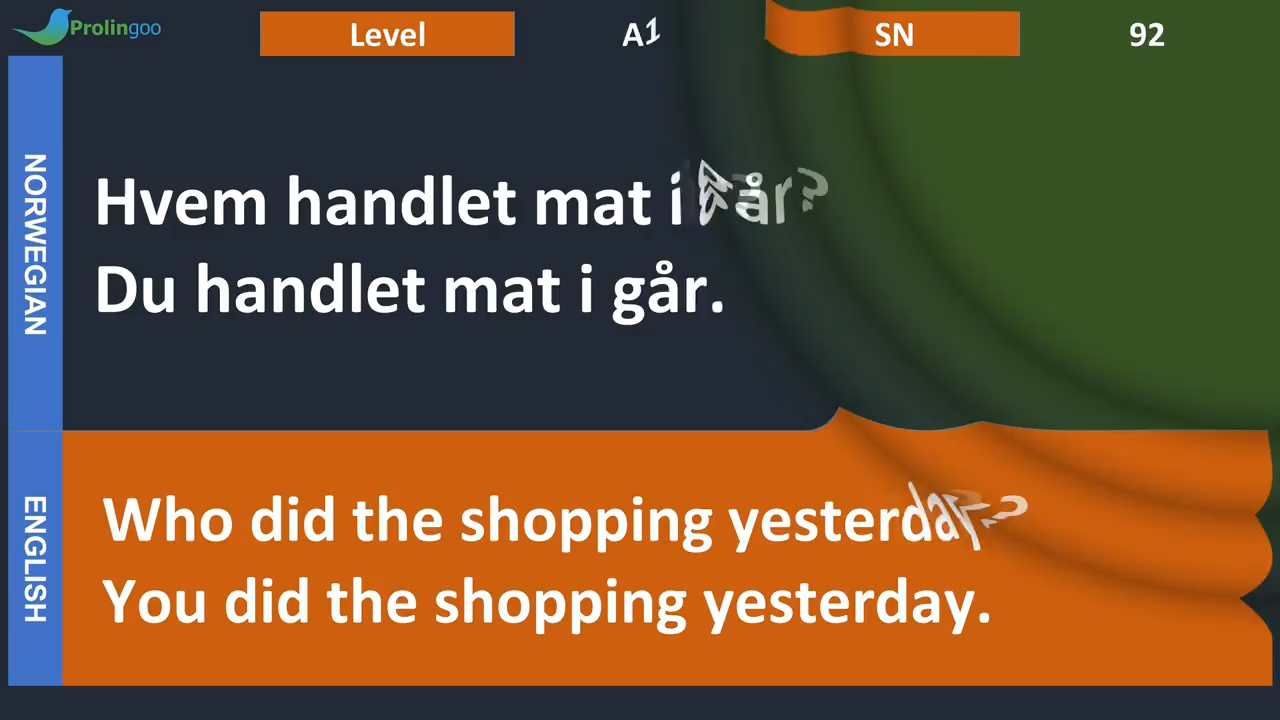 Prolingoo
Level
A1
SN
92
NORWEGIAN
Hvem handlet mat i går?
Du handlet mat i går.
ENGLISH
Who did the shopping yesterday?
You did the shopping yesterday.